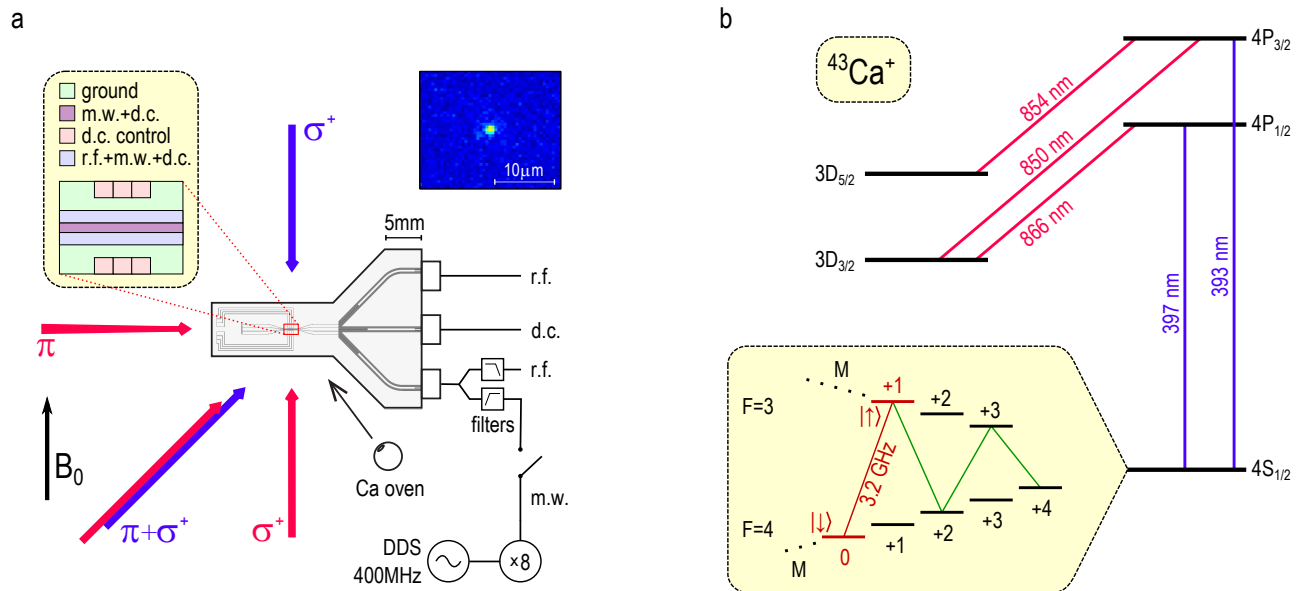 a
ground
m.w.+d.c.
d.c. control
r.f.+m.w.+d.c.
σ⁺
10μm
5mm
r.f.
d.c.
r.f.
filters
m.w.
π
B₀
π+σ⁺
σ⁺
Ca oven
DDS
400MHz
×8
b
⁴³Ca⁺
4P₃/₂
4P₁/₂
854 nm
850 nm
866 nm
3D₅/₂
3D₃/₂
397 nm
393 nm
4S₁/₂
M
+1
+2
+3
F=3
|↑⟩
3.2 GHz
|↓⟩
F=4
M
0
+1
+2
+3
+4